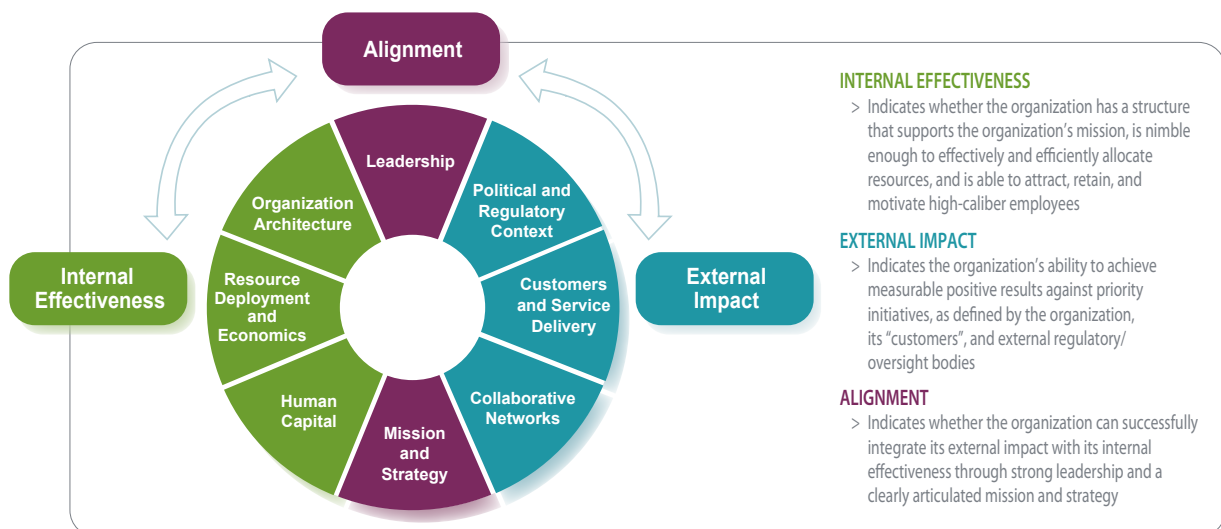 Alignment
Leadership
Political and
Regulatory
Context
Customers
and Service
Delivery
Collaborative
Networks
Mission
and
Strategy
Human
Capital
Resource
Deployment
and
Economics
Organization
Architecture
Internal
Effectiveness
External
Impact
INTERNAL EFFECTIVENESS
> Indicates whether the organization has a structure
that supports the organization’s mission, is nimble
enough to effectively and efficiently allocate
resources, and is able to attract, retain, and
motivate high-caliber employees
EXTERNAL IMPACT
> Indicates the organization’s ability to achieve
measurable positive results against priority
initiatives, as defined by the organization,
its “customers”, and external regulatory/
oversight bodies
ALIGNMENT
> Indicates whether the organization can successfully
integrate its external impact with its internal
effectiveness through strong leadership and a
clearly articulated mission and strategy